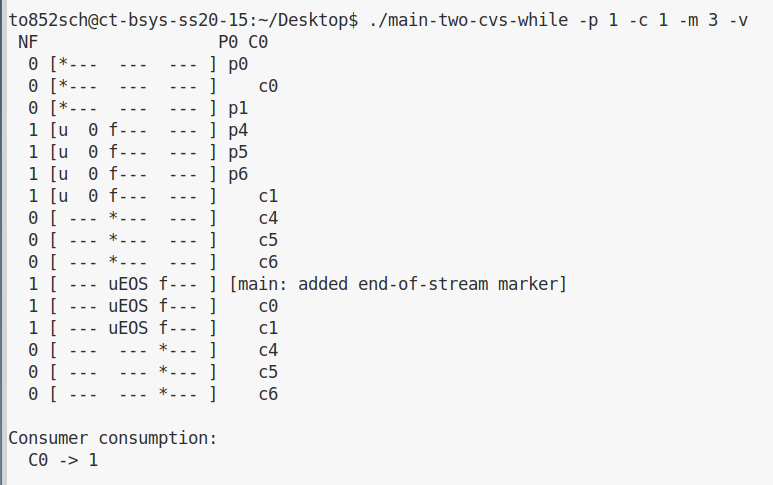 to852sch@ct-bsys-ss20-15:~/Desktop$ ./main-two-cvs-while -p 1 -c 1 -m 3 -v
 NF                  P0 C0
  0 [*---  ---  --- ] p0
  0 [*---  ---  --- ]    c0
  0 [*---  ---  --- ] p1
  1 [u  0 f---  --- ] p4
  1 [u  0 f---  --- ] p5
  1 [u  0 f---  --- ] p6
  1 [u  0 f---  --- ]    c1
  0 [ --- *---  --- ]    c4
  0 [ --- *---  --- ]    c5
  0 [ --- *---  --- ]    c6
  1 [ --- uEOS f--- ] [main: added end-of-stream marker]
  1 [ --- uEOS f--- ]    c0
  1 [ --- uEOS f--- ]    c1
  0 [ ---  --- *--- ]    c4
  0 [ ---  --- *--- ]    c5
  0 [ ---  --- *--- ]    c6

Consumer consumption:
  C0 -> 1